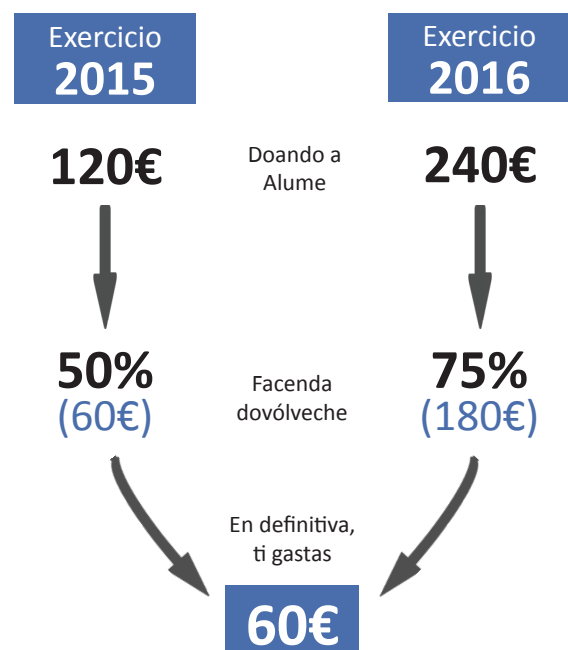 Exercicio
2015
Exercicio
2016
120€
Doando a
Alume
240€
50%
(60€)
Facenda
dovólveche
75%
(180€)
En definitiva,
ti gastas
60€